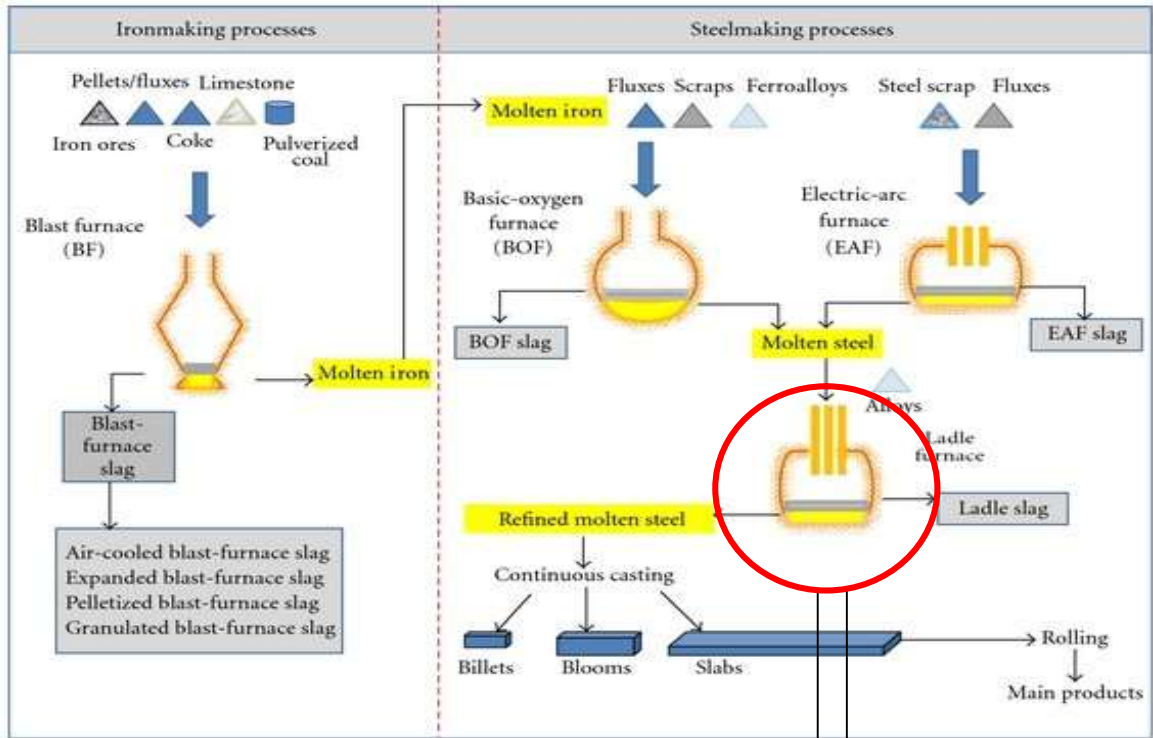 Ironmaking processes
Steelmaking processes
Pellets/fluxes Limestone
Iron ores
Coke
Pulverized
coal
Blast furnace
(BF)
Molten iron
Blast-
furnace
slag
Air-cooled blast-furnace slag
Expanded blast-furnace slag
Pelletized blast-furnace slag
Granulated blast-furnace slag
Molten iron
Fluxes Scraps Ferroalloys
Steel scrap Fluxes
Basic-oxygen
furnace
(BOF)
Electric-arc
furnace
(EAF)
BOF slag
Molten steel
EAF slag
Alloys
Ladle
furnace
Ladle slag
Refined molten steel
Continuous casting
Billets
Blooms
Slabs
Rolling
Main products